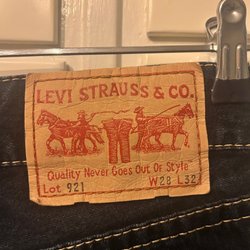 LEVI STRAUSS & CO.
Quality Never Goes Out Of Style
Lot 921 W28 L32